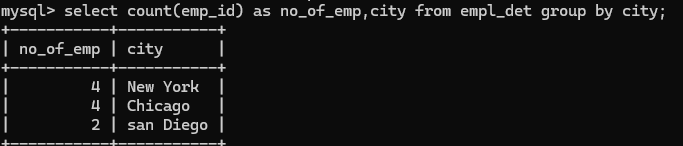 mysql> select count(emp_id) as no_of_emp,city from empl_det group by city;
+-----------+-----------+
| no_of_emp | city      |
+-----------+-----------+
|         4 | New York  |
|         4 | Chicago   |
|         2 | san Diego |
+-----------+-----------+